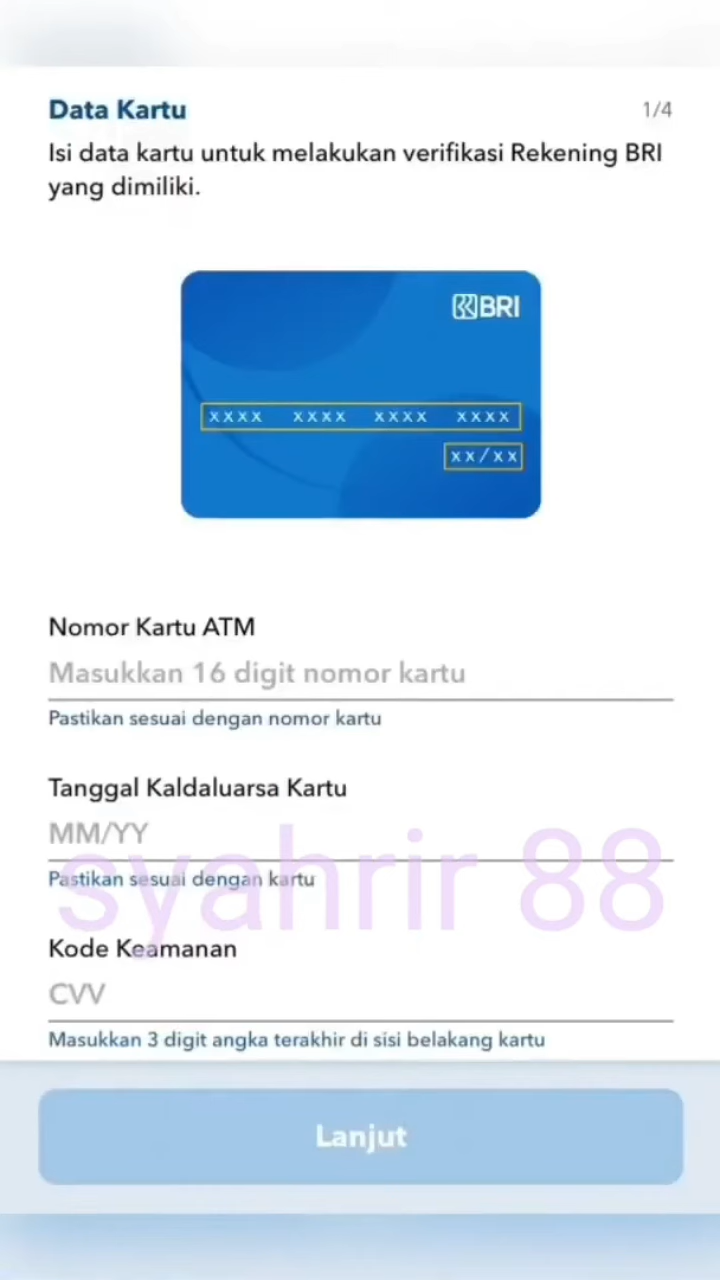 Data Kartu
1/4
Isi data kartu untuk melakukan verifikasi Rekening BRI
yang dimiliki.
BRI
xxxx xxxx xxxx xxxx
xx/xx
Nomor Kartu ATM
Masukkan 16 digit nomor kartu
Pastikan sesuai dengan nomor kartu
Tanggal Kaldaluarsa Kartu
MM/YY
Pastikan sesuai dengan kartu
syahrir 88
Kode Keamanan
CVV
Masukkan 3 digit angka terakhir di sisi belakang kartu
Lanjut